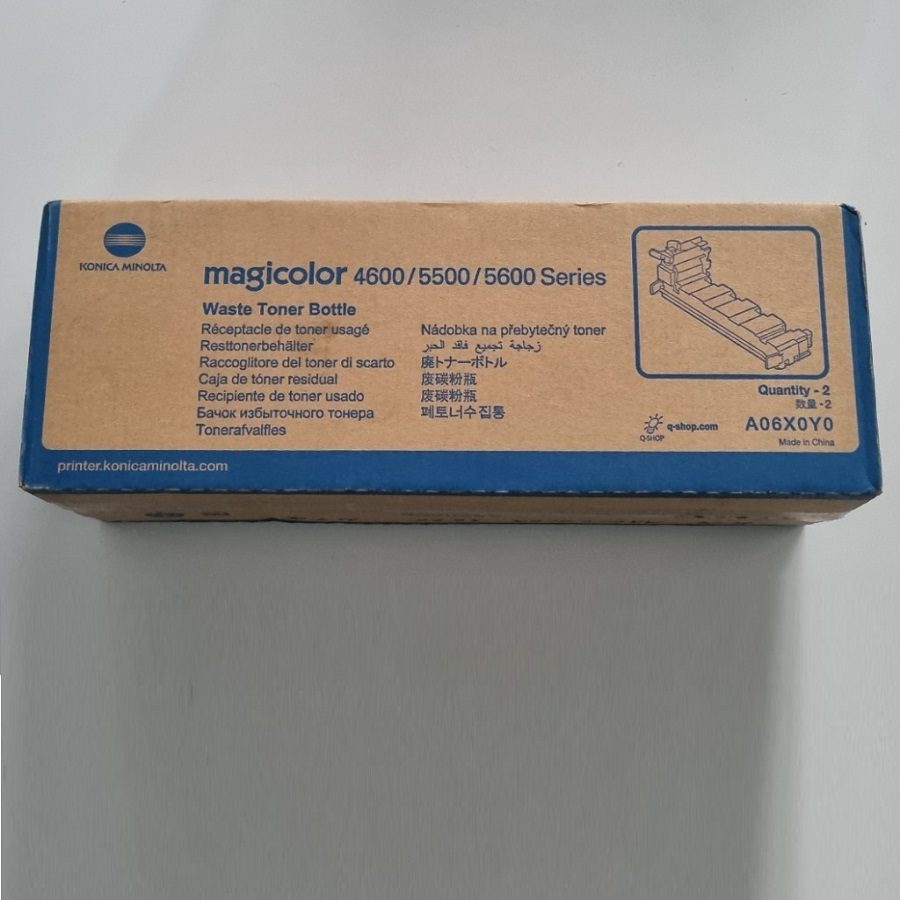 KONICA MINOLTA
magicolor 4600/5500/5600 Series
Waste Toner Bottle
Réceptacle de toner usagé
Resttonerbehälter
Raccoglitore del toner di scarto
Caja de tóner residual
Recipiente de toner usado
Бачок избыточного тонера
Tonerafvalfles
Nádobka na přebytečný toner
زجاجة تجميع فاقد الحبر
廃トナーボトル
废碳粉瓶
废碳粉瓶
폐토너수집통
Quantity - 2
数量 - 2
Q-SHOP
q-shop.com
A06X0Y0
Made in China
printer.konicaminolta.com